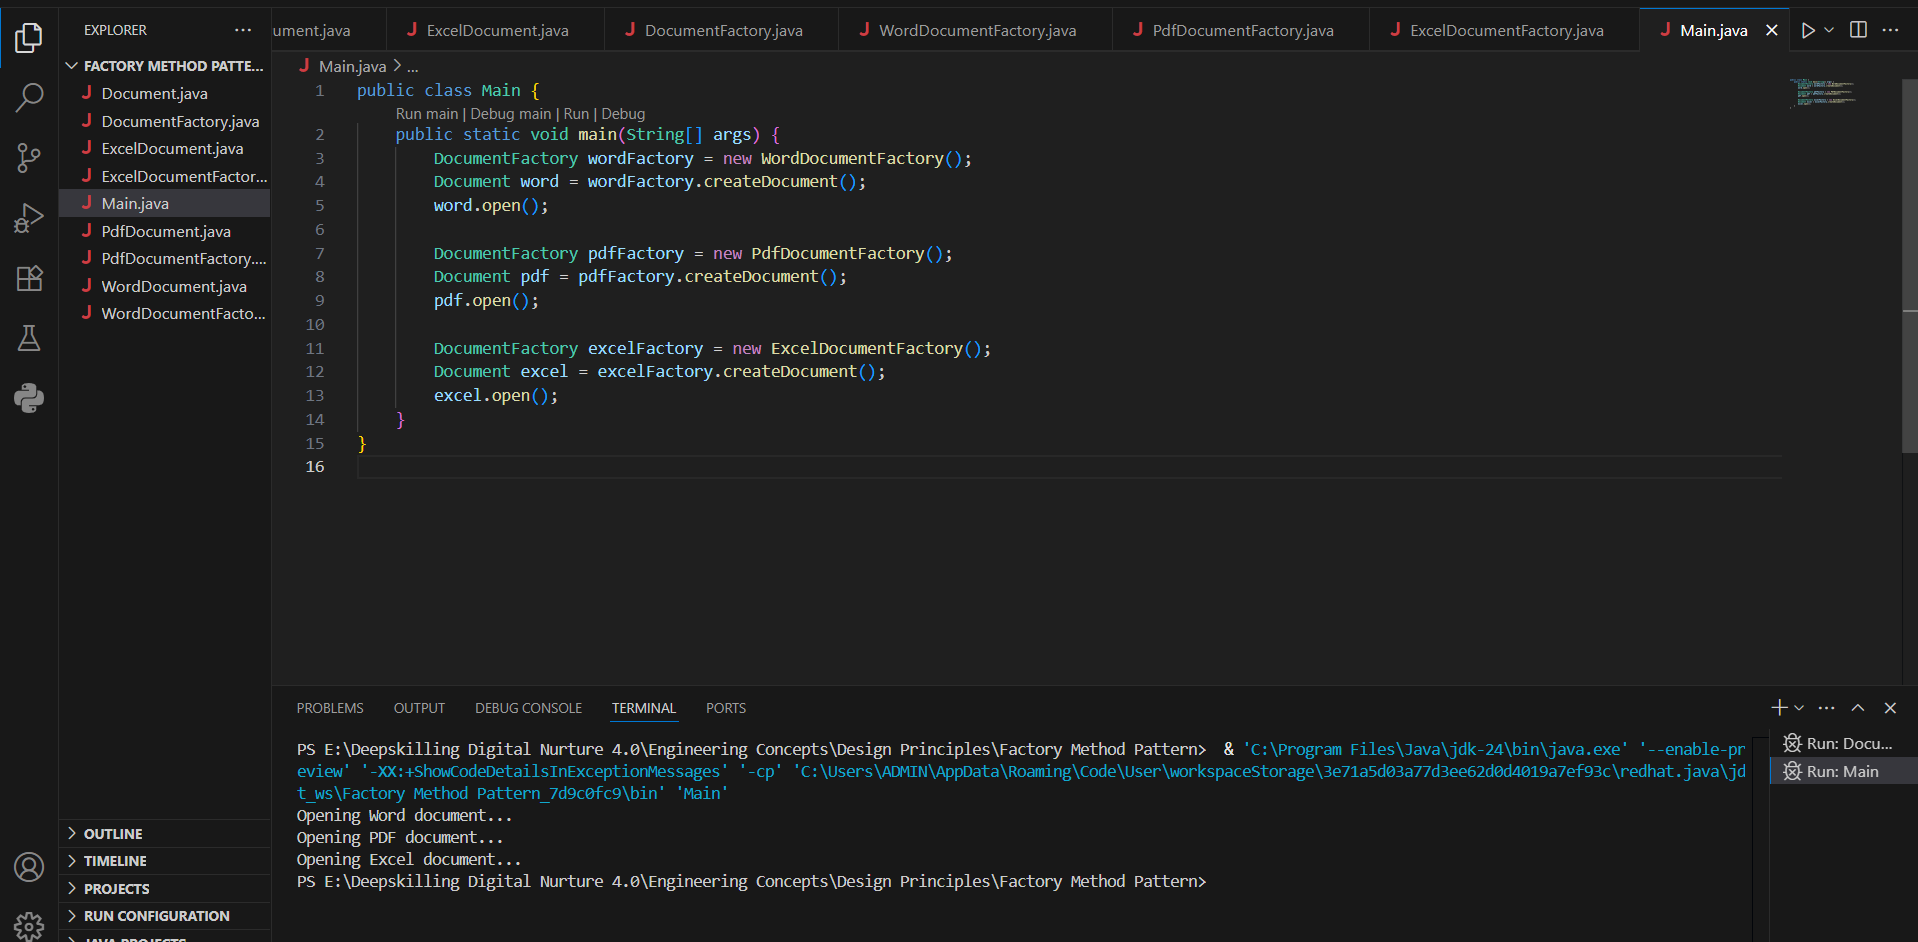 EXPLORER
FACTORY METHOD PATTE...
Document.java
DocumentFactory.java
ExcelDocument.java
ExcelDocumentFactor...
Main.java
PdfDocument.java
PdfDocumentFactory....
WordDocument.java
WordDocumentFacto...
OUTLINE
TIMELINE
PROJECTS
RUN CONFIGURATION
JAVA PROJECTS
ument.java ExcelDocument.java DocumentFactory.java WordDocumentFactory.java PdfDocumentFactory.java ExcelDocumentFactory.java Main.java
Main.java > ...
1 public class Main {
Run main | Debug main | Run | Debug
2 public static void main(String[] args) {
3 DocumentFactory wordFactory = new WordDocumentFactory();
4 Document word = wordFactory.createDocument();
5 word.open();
6
7 DocumentFactory pdfFactory = new PdfDocumentFactory();
8 Document pdf = pdfFactory.createDocument();
9 pdf.open();
10
11 DocumentFactory excelFactory = new ExcelDocumentFactory();
12 Document excel = excelFactory.createDocument();
13 excel.open();
14 }
15 }
16
PROBLEMS OUTPUT DEBUG CONSOLE TERMINAL PORTS
PS E:\Deepskilling Digital Nurture 4.0\Engineering Concepts\Design Principles\Factory Method Pattern>  & 'C:\Program Files\Java\jdk-24\bin\java.exe' '--enable-pr
eview' '-XX:+ShowCodeDetailsInExceptionMessages' '-cp' 'C:\Users\ADMIN\AppData\Roaming\Code\User\workspaceStorage\3e71a5d03a77d3ee62d0d4019a7ef93c\redhat.java\jd
t_ws\Factory Method Pattern_7d9c0fc9\bin' 'Main'
Opening Word document...
Opening PDF document...
Opening Excel document...
PS E:\Deepskilling Digital Nurture 4.0\Engineering Concepts\Design Principles\Factory Method Pattern>
Run: Docu...
Run: Main